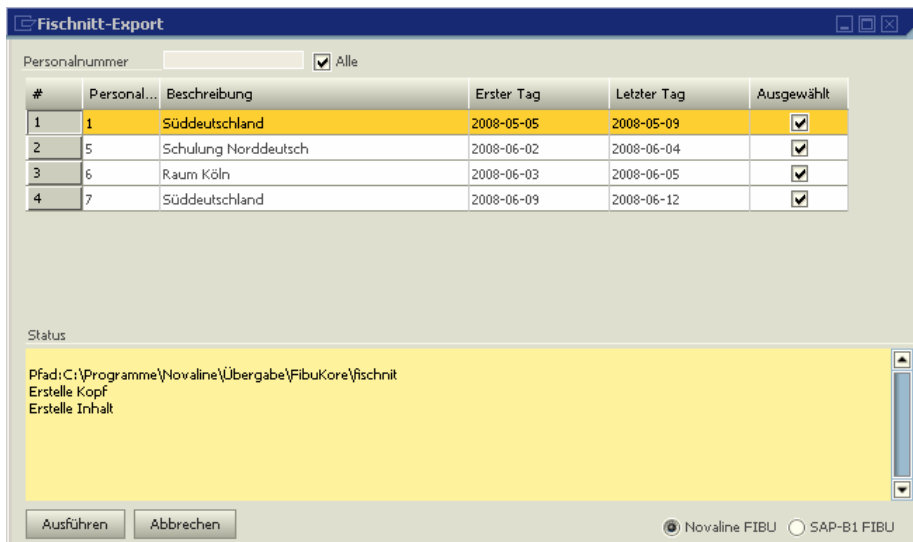 Fischnitt-Export
Personalnummer Alle
# Personal... Beschreibung Erster Tag Letzter Tag Ausgewählt
1 1 Süddeutschland 2008-05-05 2008-05-09
2 5 Schulung Norddeutsch 2008-06-02 2008-06-04
3 6 Raum Köln 2008-06-03 2008-06-05
4 7 Süddeutschland 2008-06-09 2008-06-12
Status
Pfad:C:\Programme\Novaline\Übergabe\FibuKore\fischnit
Erstelle Kopf
Erstelle Inhalt
Ausführen Abbrechen Novaline FIBU SAP-B1 FIBU